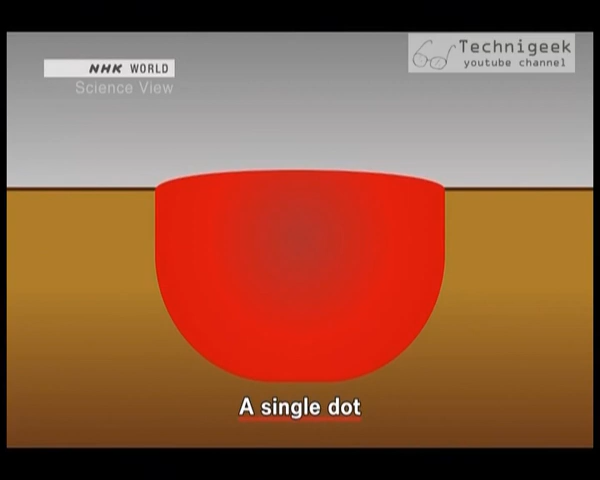 NHK WORLD
Science View
Technigeek
youtube channel
A single dot